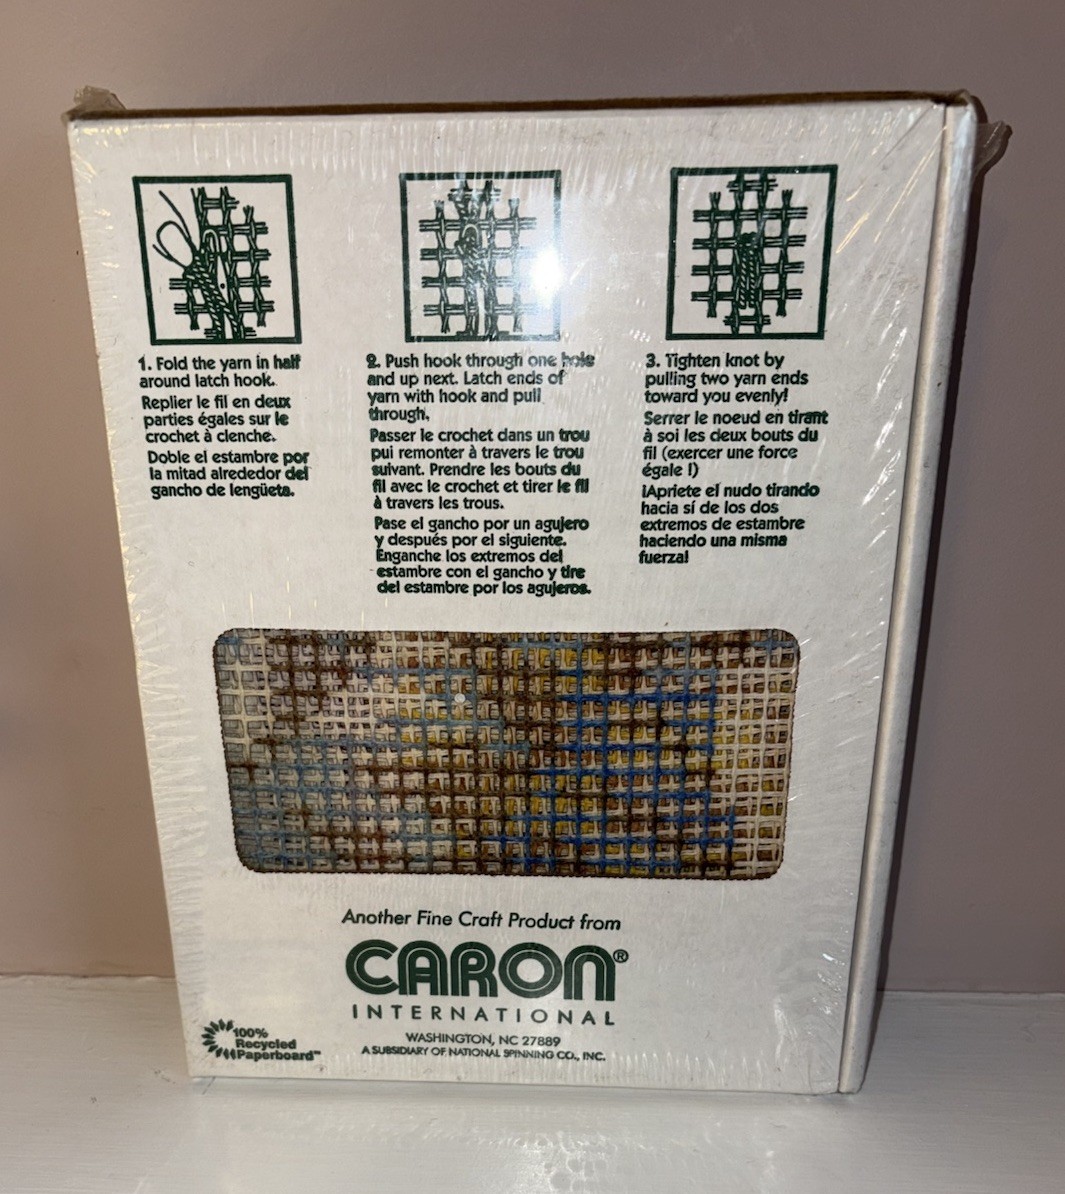 1. Fold the yarn in half
around latch hook.
Replier le fil en deux
parties égales sur le
crochet à clenche.
Doble el estambre por
la mitad alrededor del
gancho de lengüeta.
2. Push hook through one hole
and up next. Latch ends of
yarn with hook and pull
through.
Passer le crochet dans un trou
pui remonter à travers le trou
suivant. Prendre les bouts du
fil avec le crochet et tirer le fil
à travers les trous.
Pase el gancho por un agujero
y después por el siguiente.
Enganche los extremos del
estambre con el gancho y tire
del estambre por los agujeros.
3. Tighten knot by
pulling two yarn ends
toward you evenly!
Serrer le noeud en tirant
à soi les deux bouts du
fil (exercer une force
égale !)
¡Apriete el nudo tirando
hacia sí de los dos
extremos de estambre
haciendo una misma
fuerza!
Another Fine Craft Product from
CARON®
INTERNATIONAL
WASHINGTON, NC 27889
A SUBSIDIARY OF NATIONAL SPINNING CO., INC.
100%
Recycled
Paperboard™